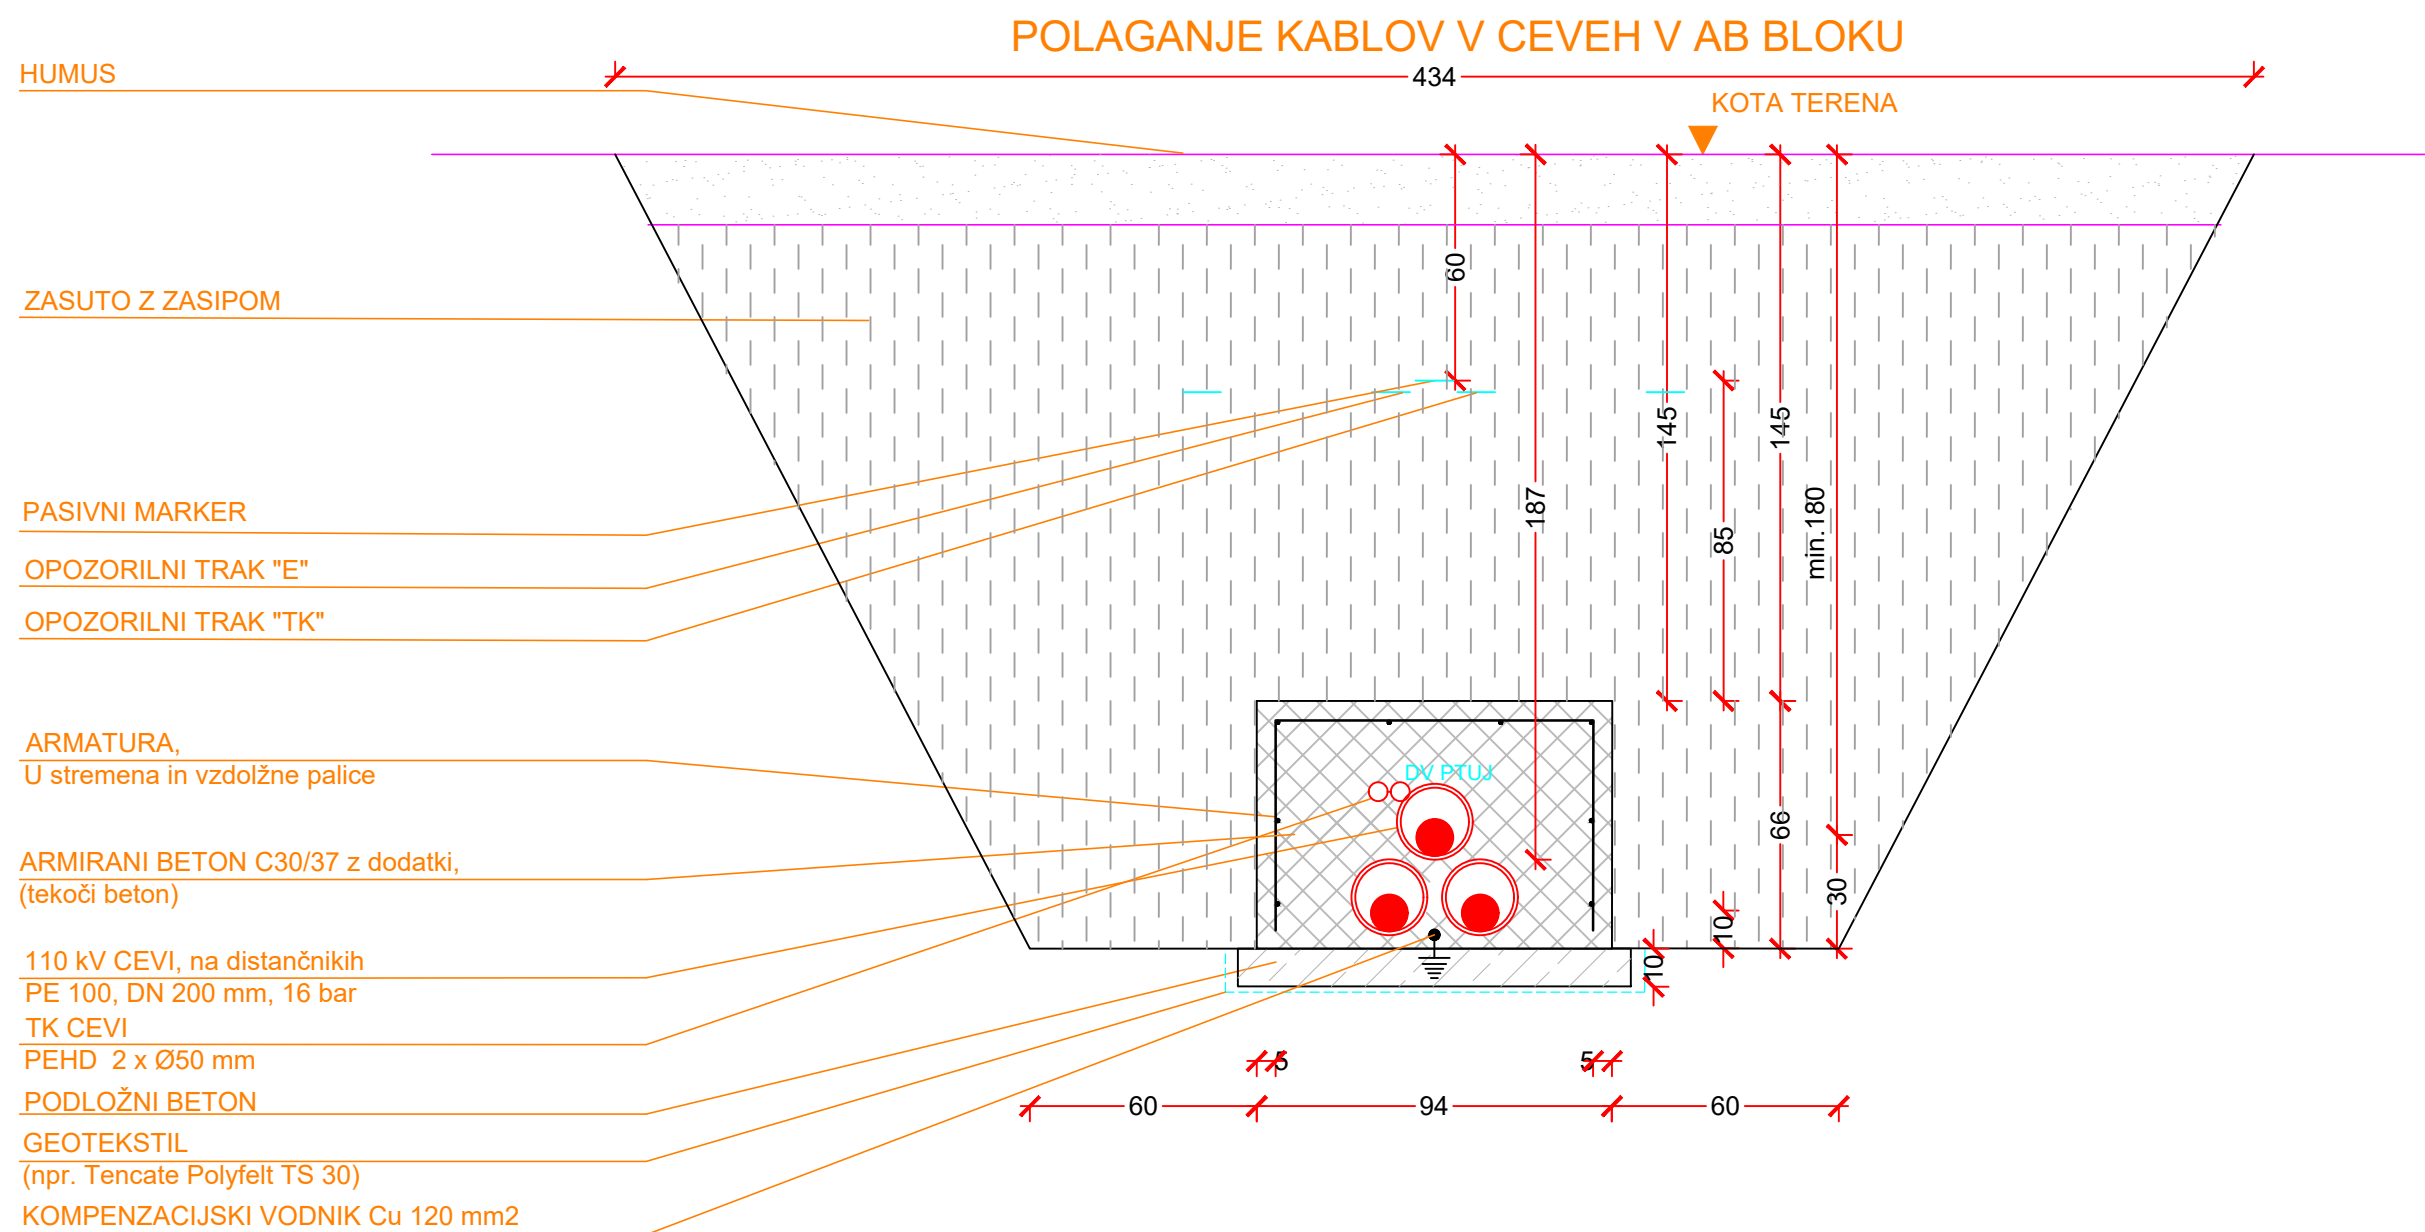 POLAGANJE KABLOV V CEVEH V AB BLOKU
HUMUS
434
KOTA TERENA
60
ZASUTO Z ZASIPOM
145
145
187
min.180
85
PASIVNI MARKER
OPOZORILNI TRAK "E"
OPOZORILNI TRAK "TK"
ARMATURA,
U stremena in vzdolžne palice
DV PTUJ
66
ARMIRANI BETON C30/37 z dodatki,
(tekoči beton)
30
10
110 kV CEVI, na distančnikih
PE 100, DN 200 mm, 16 bar
10
TK CEVI
PEHD 2 x Ø50 mm
5
5
PODLOŽNI BETON
60
94
60
GEOTEKSTIL
(npr. Tencate Polyfelt TS 30)
KOMPENZACIJSKI VODNIK Cu 120 mm2